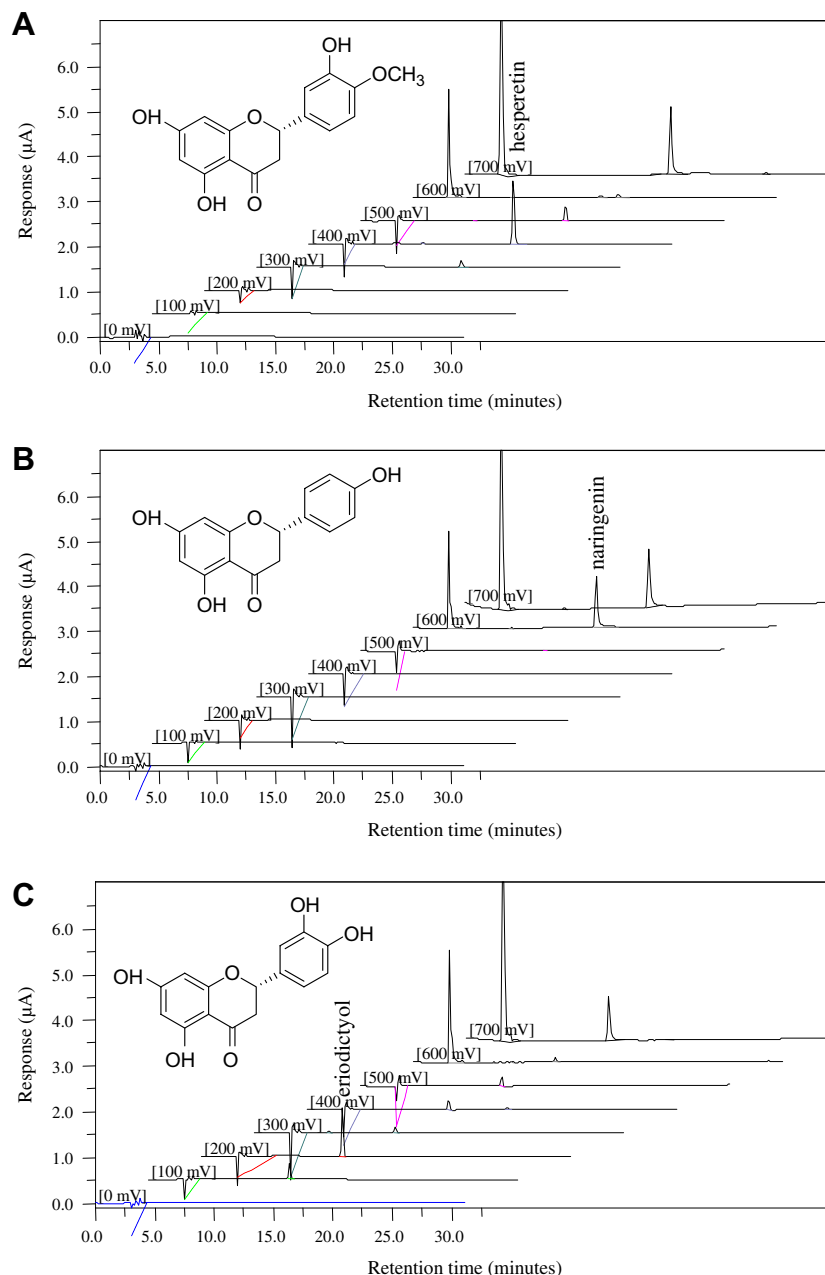 A
OH
OCH3
HO
O
OH
O
hesperetin
[700 mV]
[600 mV]
[500 mV]
[400 mV]
[300 mV]
[200 mV]
[100 mV]
[0 mV]
6.0
5.0
4.0
3.0
2.0
1.0
0.0
Response (µA)
0.0 5.0 10.0 15.0 20.0 25.0 30.0
Retention time (minutes)
B
OH
HO
O
OH
O
naringenin
[700 mV]
[600 mV]
[500 mV]
[400 mV]
[300 mV]
[200 mV]
[100 mV]
[0 mV]
6.0
5.0
4.0
3.0
2.0
1.0
0.0
Response (µA)
0.0 5.0 10.0 15.0 20.0 25.0 30.0
Retention time (minutes)
C
OH
OH
HO
O
OH
O
eriodictyol
[700 mV]
[600 mV]
[500 mV]
[400 mV]
[300 mV]
[200 mV]
[100 mV]
[0 mV]
6.0
5.0
4.0
3.0
2.0
1.0
0.0
Response (µA)
0.0 5.0 10.0 15.0 20.0 25.0 30.0
Retention time (minutes)